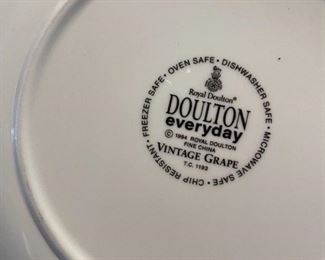 FREEZER SAFE • OVEN SAFE • DISHWASHER SAFE • MICROWAVE SAFE • CHIP RESISTANT •
Royal Doulton®
DOULTON
everyday
© 1994 ROYAL DOULTON
FINE CHINA
VINTAGE GRAPE
T.C. 1193